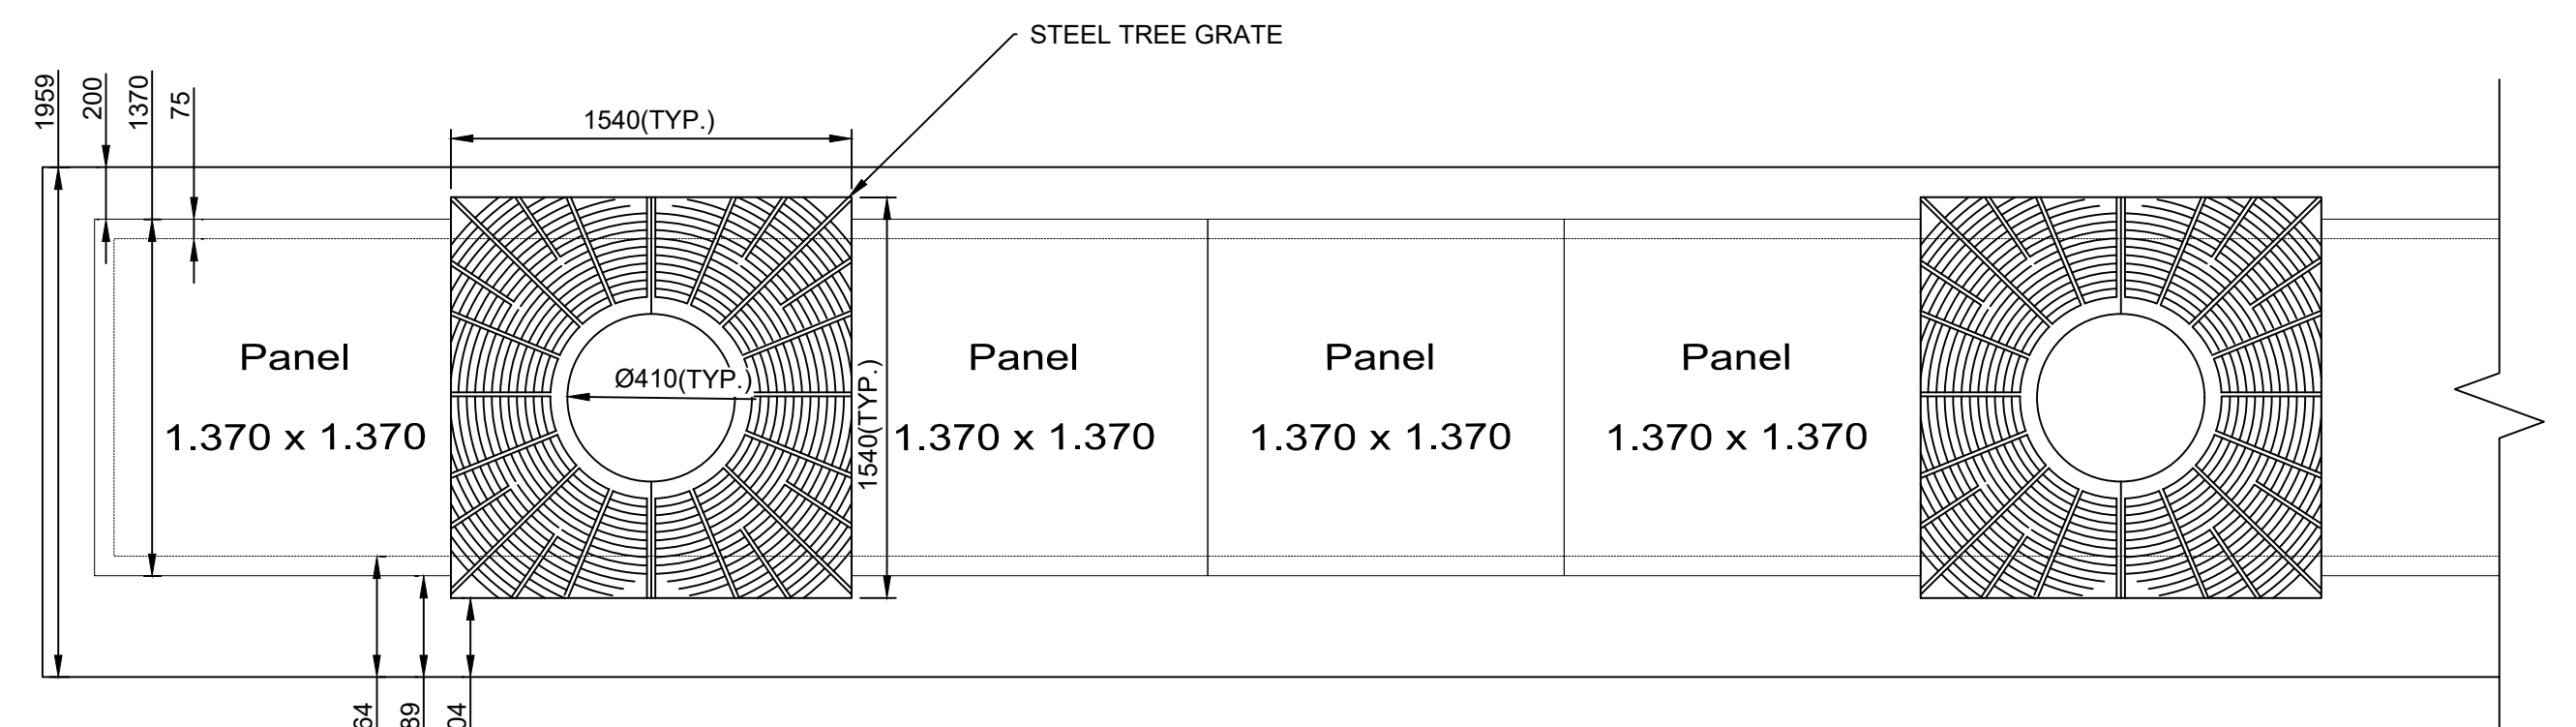 STEEL TREE GRATE
1959
200
1370
75
1540(TYP.)
Panel
1.370 x 1.370
Ø410(TYP.)
1540(TYP.)
Panel
1.370 x 1.370
Panel
1.370 x 1.370
Panel
1.370 x 1.370